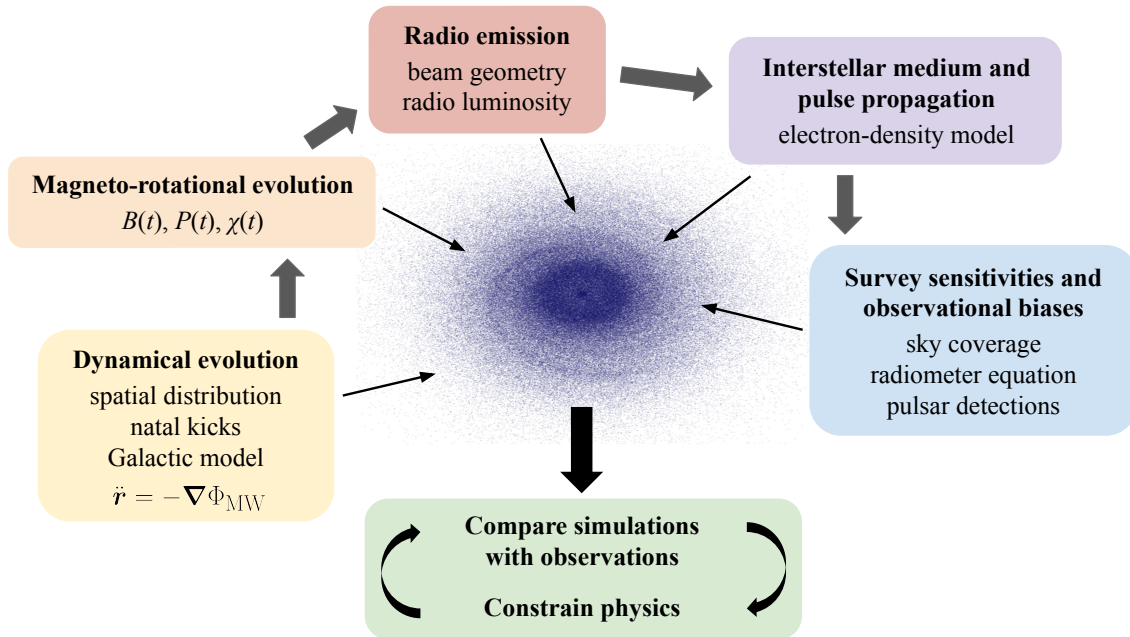 Radio emission
beam geometry
radio luminosity
Interstellar medium and
pulse propagation
electron-density model
Magneto-rotational evolution
B(t), P(t), χ(t)
Survey sensitivities and
observational biases
sky coverage
radiometer equation
pulsar detections
Dynamical evolution
spatial distribution
natal kicks
Galactic model
r̈ = −∇Φ_MW
Compare simulations
with observations
Constrain physics